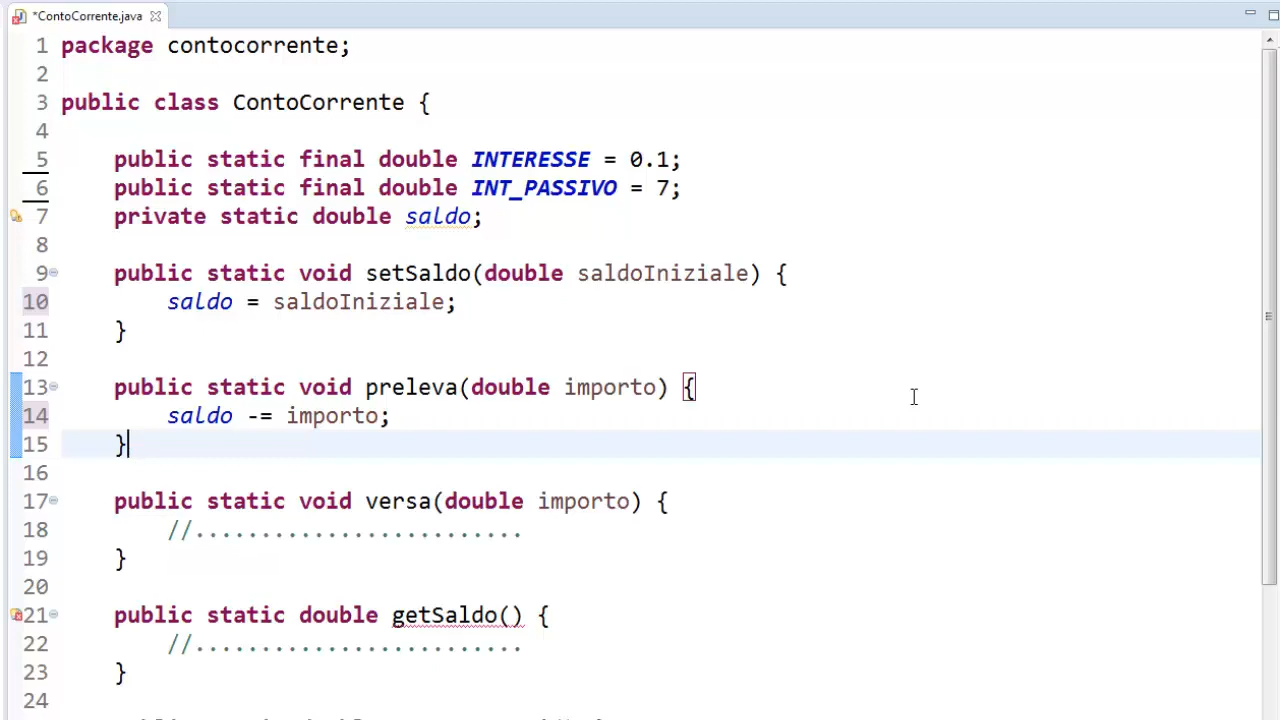 *ContoCorrente.java
1 package contocorrente;
2
3 public class ContoCorrente {
4
5 public static final double INTERESSE = 0.1;
6 public static final double INT_PASSIVO = 7;
7 private static double saldo;
8
9 public static void setSaldo(double saldoIniziale) {
10 saldo = saldoIniziale;
11 }
12
13 public static void preleva(double importo) {
14 saldo -= importo;
15 }
16
17 public static void versa(double importo) {
18 //.........................
19 }
20
21 public static double getSaldo() {
22 //.........................
23 }
24